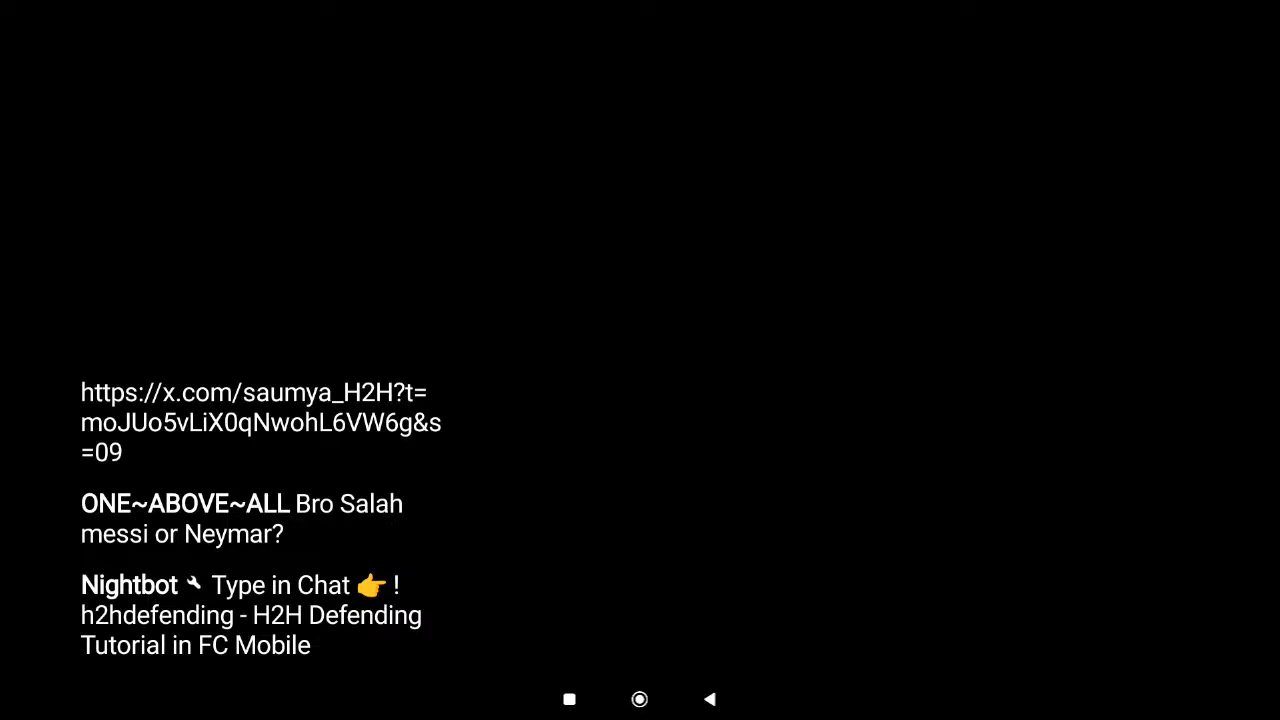 https://x.com/saumya_H2H?t=
moJUo5vLiX0qNwohL6VW6g&s
=09
ONE~ABOVE~ALL Bro Salah
messi or Neymar?
Nightbot Type in Chat 👉 !
h2hdefending - H2H Defending
Tutorial in FC Mobile